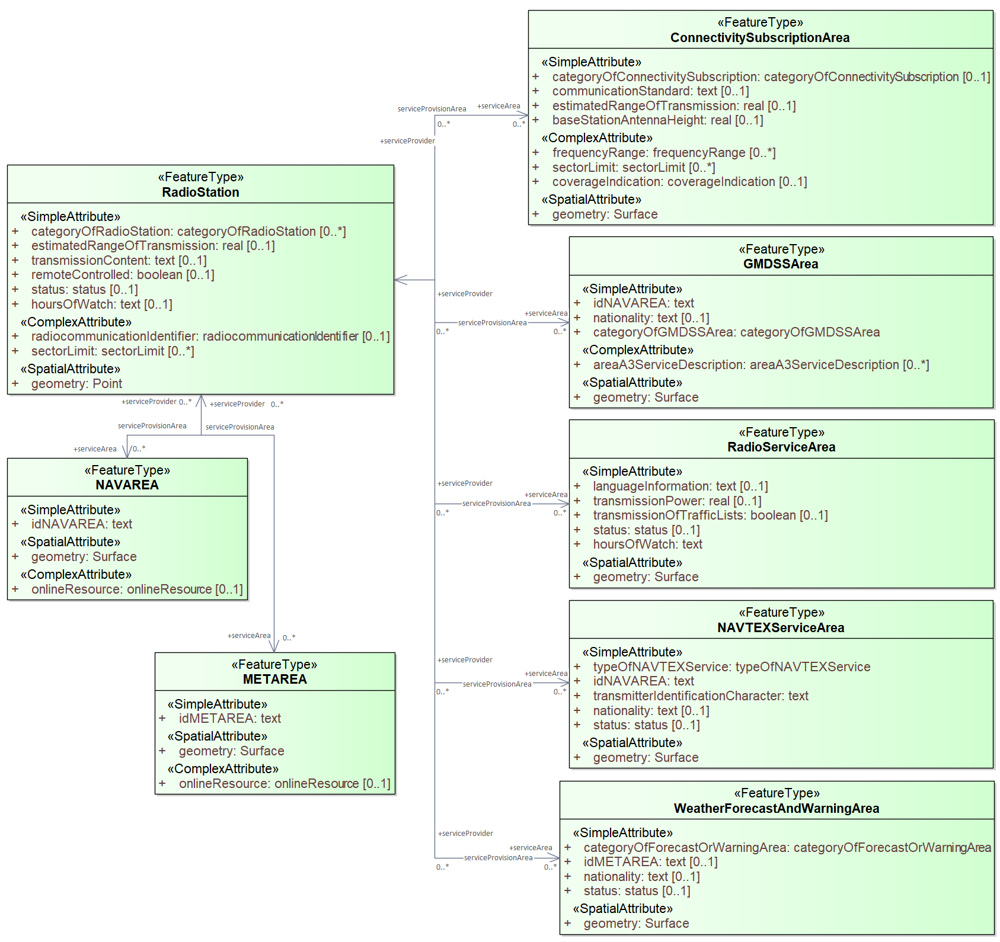 «FeatureType»
ConnectivitySubscriptionArea
«SimpleAttribute»
+ categoryOfConnectivitySubscription: categoryOfConnectivitySubscription [0..1]
+ communicationStandard: text [0..1]
+ estimatedRangeOfTransmission: real [0..1]
+ baseStationAntennaHeight: real [0..1]
«ComplexAttribute»
+ frequencyRange: frequencyRange [0..*]
+ sectorLimit: sectorLimit [0..*]
+ coverageIndication: coverageIndication [0..1]
«SpatialAttribute»
+ geometry: Surface
serviceProvisionArea +serviceArea
0..* 0..*
+serviceProvider
«FeatureType»
RadioStation
«SimpleAttribute»
+ categoryOfRadioStation: categoryOfRadioStation [0..*]
+ estimatedRangeOfTransmission: real [0..1]
+ transmissionContent: text [0..1]
+ remoteControlled: boolean [0..1]
+ status: status [0..1]
+ hoursOfWatch: text [0..1]
«ComplexAttribute»
+ radiocommunicationIdentifier: radiocommunicationIdentifier [0..1]
+ sectorLimit: sectorLimit [0..*]
«SpatialAttribute»
+ geometry: Point
«FeatureType»
GMDSSArea
«SimpleAttribute»
+ idNAVAREA: text
+ nationality: text [0..1]
+ categoryOfGMDSSArea: categoryOfGMDSSArea
«ComplexAttribute»
+ areaA3ServiceDescription: areaA3ServiceDescription [0..*]
«SpatialAttribute»
+ geometry: Surface
+serviceProvider
+serviceArea
serviceProvisionArea
0..* 0..*
+serviceProvider 0..* +serviceProvider 0..*
serviceProvisionArea serviceProvisionArea
+serviceArea 0..*
«FeatureType»
NAVAREA
«SimpleAttribute»
+ idNAVAREA: text
«SpatialAttribute»
+ geometry: Surface
«ComplexAttribute»
+ onlineResource: onlineResource [0..1]
«FeatureType»
RadioServiceArea
«SimpleAttribute»
+ languageInformation: text [0..1]
+ transmissionPower: real [0..1]
+ transmissionOfTrafficLists: boolean [0..1]
+ status: status [0..1]
+ hoursOfWatch: text
«SpatialAttribute»
+ geometry: Surface
+serviceProvider
+serviceArea
serviceProvisionArea
0..* 0..*
+serviceArea 0..*
«FeatureType»
METAREA
«SimpleAttribute»
+ idMETAREA: text
«SpatialAttribute»
+ geometry: Surface
«ComplexAttribute»
+ onlineResource: onlineResource [0..1]
«FeatureType»
NAVTEXServiceArea
«SimpleAttribute»
+ typeOfNAVTEXService: typeOfNAVTEXService
+ idNAVAREA: text
+ transmitterIdentificationCharacter: text
+ nationality: text [0..1]
+ status: status [0..1]
«SpatialAttribute»
+ geometry: Surface
+serviceProvider
+serviceArea
serviceProvisionArea
0..* 0..*
«FeatureType»
WeatherForecastAndWarningArea
«SimpleAttribute»
+ categoryOfForecastOrWarningArea: categoryOfForecastOrWarningArea
+ idMETAREA: text [0..1]
+ nationality: text [0..1]
+ status: status [0..1]
«SpatialAttribute»
+ geometry: Surface
+serviceProvider
+serviceArea
serviceProvisionArea
0..* 0..*